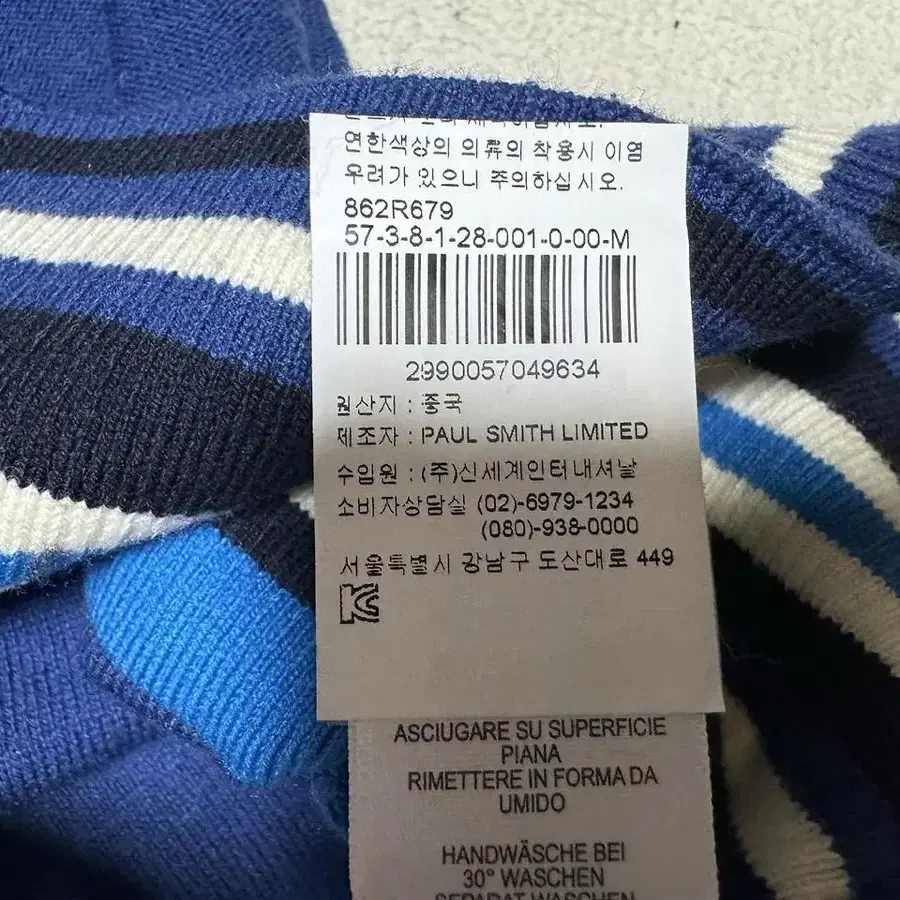 연한색상의 의류의 착용시 이염
우려가 있으니 주의하십시오.
862R679
57-3-8-1-28-001-0-00-M
2990057049634
원산지 : 중국
제조자 : PAUL SMITH LIMITED
수입원 : (주)신세계인터내셔날
소비자상담실 (02)-6979-1234
(080)-938-0000
서울특별시 강남구 도산대로 449
ASCIUGARE SU SUPERFICIE
PIANA
RIMETTERE IN FORMA DA
UMIDO
HANDWÄSCHE BEI
30° WASCHEN
SEPARAT WASCHEN